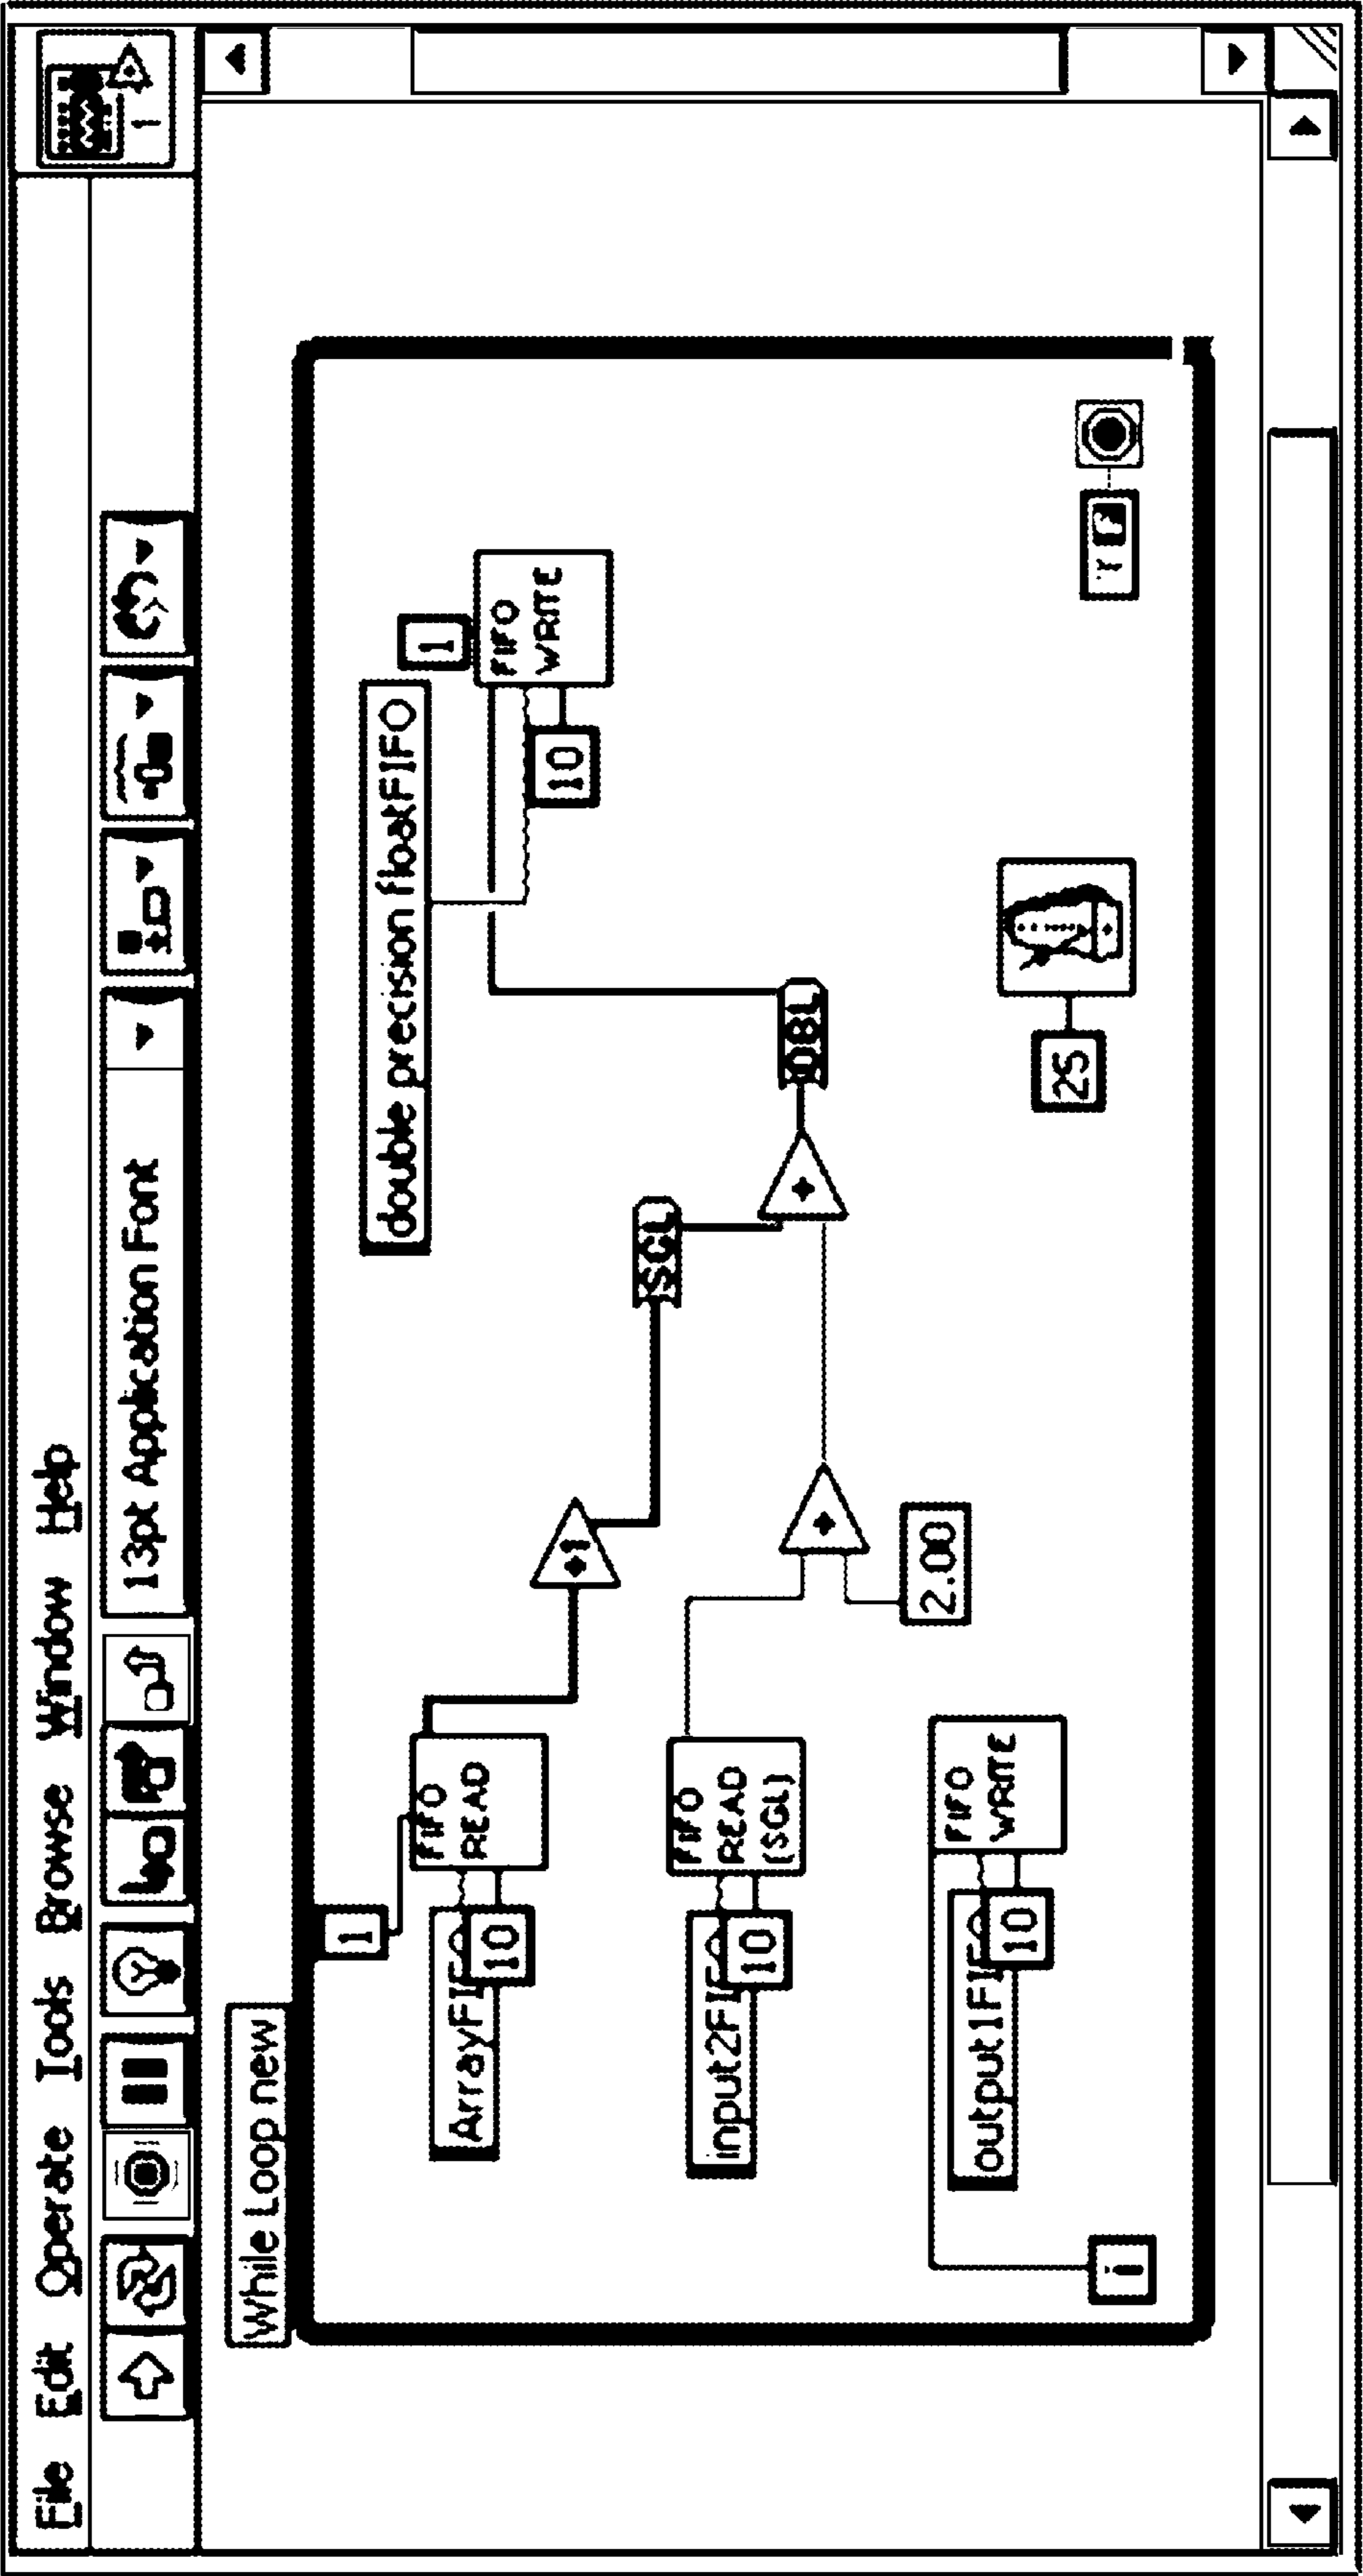 File Edit Operate Tools Browse Window Help
13pt Application Font
1
While Loop new
1
double precision floatFIFO
1
ArrayFIFO
10
FIFO
READ
+1
10
FIFO
WRITE
SGL
input2FIFO
10
FIFO
READ
(SGL)
+
+
DBL
2.00
output1FIFO
10
FIFO
WRITE
25
i
T F